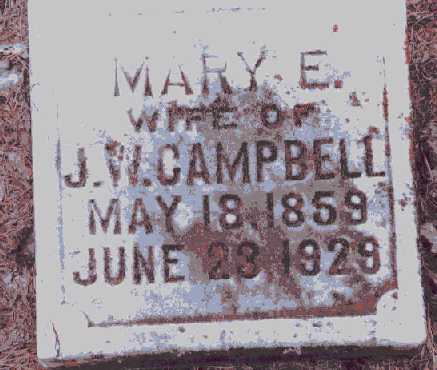 MARY E.
WIFE OF
J.W.CAMPBELL
MAY 18,1859
JUNE 23 1929